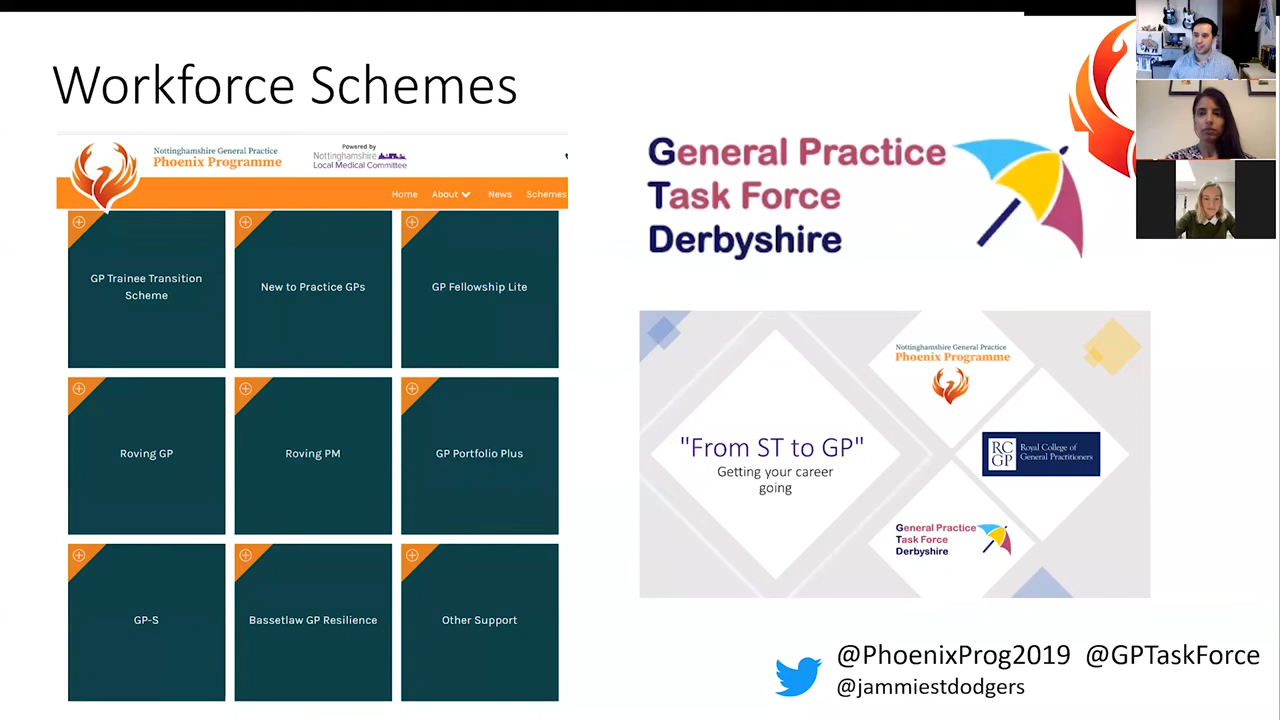 Workforce Schemes
Nottinghamshire General Practice
Phoenix Programme
Powered by
Nottinghamshire
Local Medical Committee
Home About News Schemes
GP Trainee Transition
Scheme
New to Practice GPs
GP Fellowship Lite
Roving GP
Roving PM
GP Portfolio Plus
GP-S
Bassetlaw GP Resilience
Other Support
General Practice
Task Force
Derbyshire
"From ST to GP"
Getting your career
going
Nottinghamshire General Practice
Phoenix Programme
RC
GP
Royal College of
General Practitioners
General Practice
Task Force
Derbyshire
@PhoenixProg2019 @GPTaskForce
@jammiestdodgers